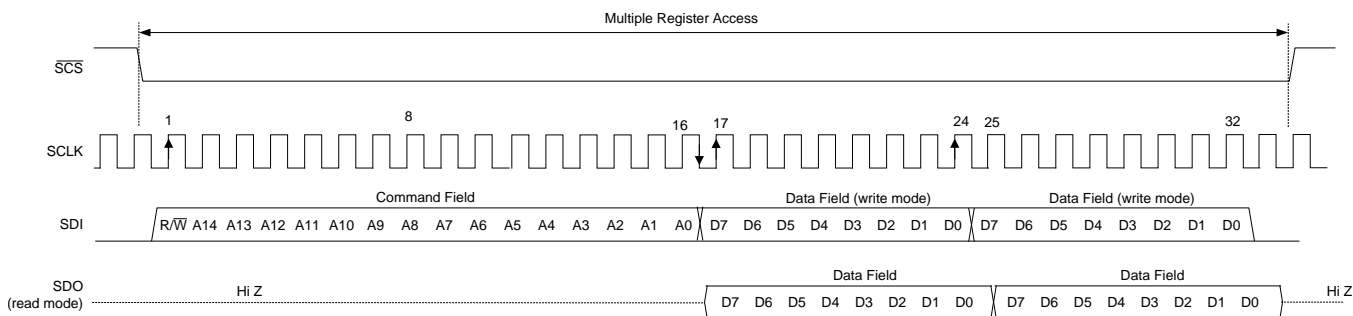 Multiple Register Access
SCS
1 8 16 17 24 25 32
SCLK
Command Field Data Field (write mode) Data Field (write mode)
SDI R/W A14 A13 A12 A11 A10 A9 A8 A7 A6 A5 A4 A3 A2 A1 A0 D7 D6 D5 D4 D3 D2 D1 D0 D7 D6 D5 D4 D3 D2 D1 D0
Data Field Data Field
SDO
(read mode)
Hi Z D7 D6 D5 D4 D3 D2 D1 D0 D7 D6 D5 D4 D3 D2 D1 D0 Hi Z